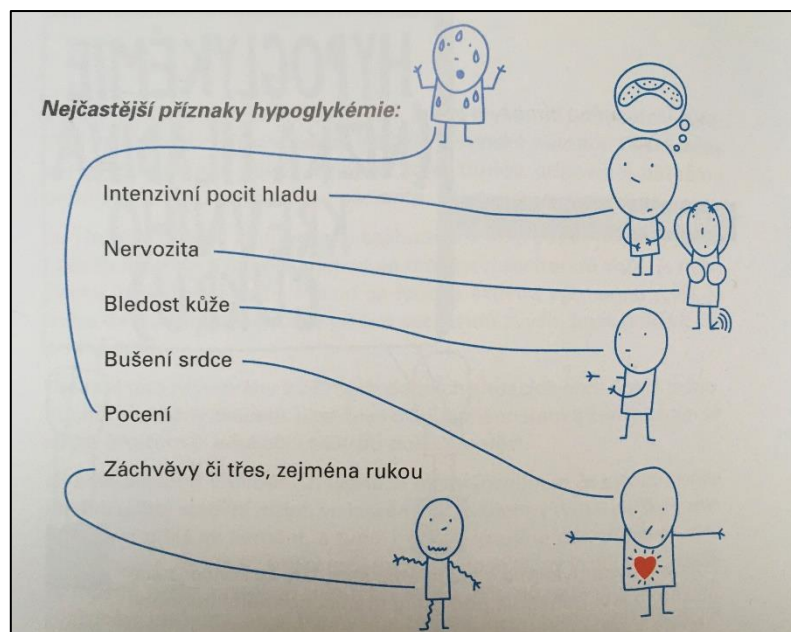 Nejčastější příznaky hypoglykémie:
Intenzivní pocit hladu
Nervozita
Bledost kůže
Bušení srdce
Pocení
Záchvěvy či třes, zejména rukou